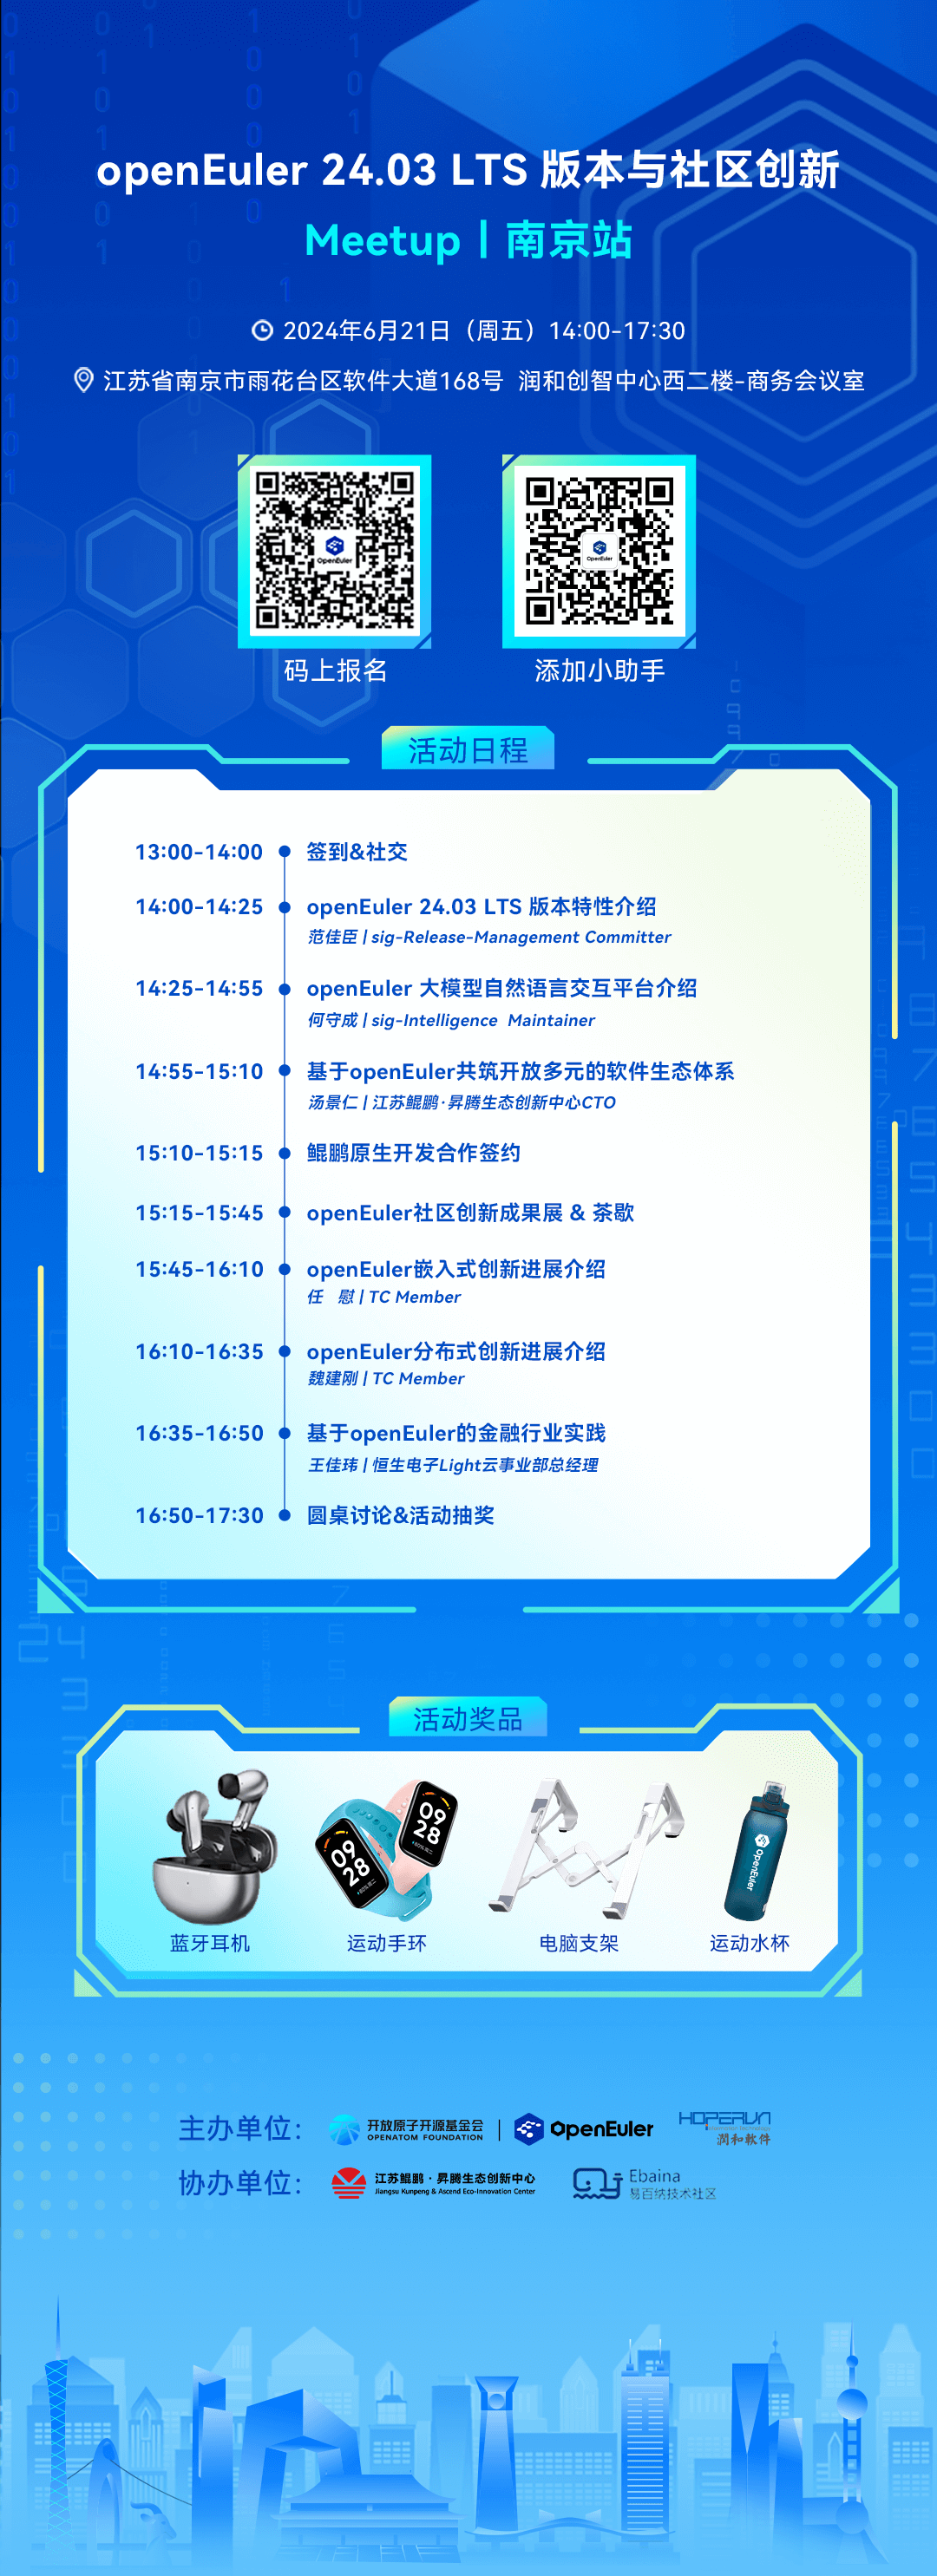 openEuler 24.03 LTS 版本与社区创新
Meetup | 南京站
2024年6月21日（周五）14:00-17:30
江苏省南京市雨花台区软件大道168号 润和创智中心西二楼-商务会议室
OpenEuler
OpenEuler
码上报名
添加小助手
活动日程
13:00-14:00 签到&社交
14:00-14:25 openEuler 24.03 LTS 版本特性介绍
范佳臣 | sig-Release-Management Committer
14:25-14:55 openEuler 大模型自然语言交互平台介绍
何守成 | sig-Intelligence Maintainer
14:55-15:10 基于openEuler共筑开放多元的软件生态体系
汤景仁 | 江苏鲲鹏·昇腾生态创新中心CTO
15:10-15:15 鲲鹏原生开发合作签约
15:15-15:45 openEuler社区创新成果展 & 茶歇
15:45-16:10 openEuler嵌入式创新进展介绍
任 慰 | TC Member
16:10-16:35 openEuler分布式创新进展介绍
魏建刚 | TC Member
16:35-16:50 基于openEuler的金融行业实践
王佳玮 | 恒生电子Light云事业部总经理
16:50-17:30 圆桌讨论&活动抽奖
活动奖品
09
28
09
28
OpenEuler
蓝牙耳机
运动手环
电脑支架
运动水杯
主办单位：
开放原子开源基金会
OPENATOM FOUNDATION
OpenEuler
HOPERUN
潤和軟件
协办单位：
江苏鲲鹏·昇腾生态创新中心
Jiangsu Kunpeng & Ascend Eco-Innovation Center
Ebaina
易百纳技术社区